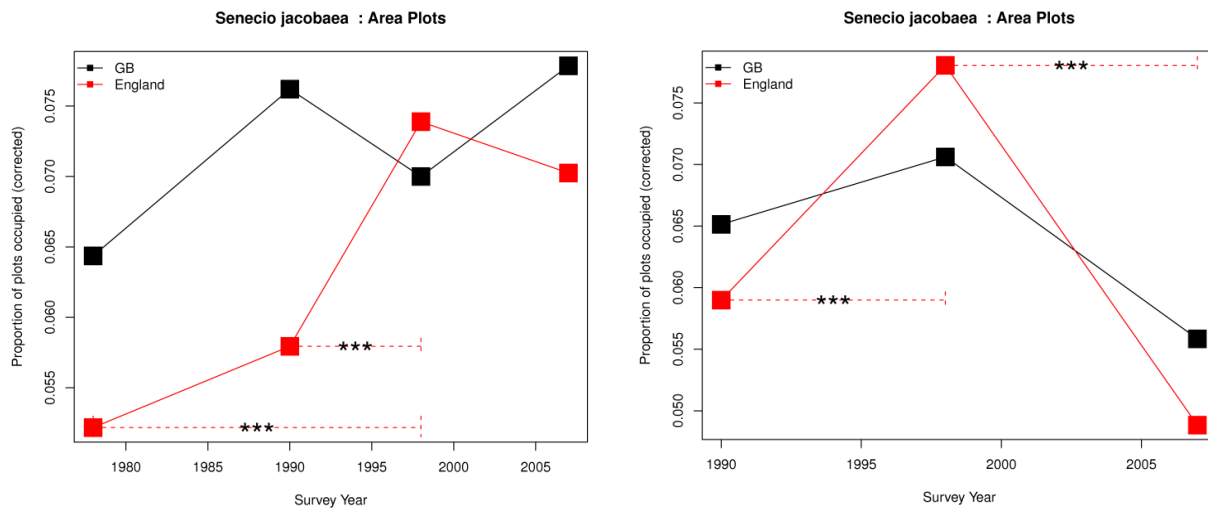 Senecio jacobaea : Area Plots
GB
England
Proportion of plots occupied (corrected)
0.075
0.070
0.065
0.060
0.055
***
***
1980 1985 1990 1995 2000 2005
Survey Year
Senecio jacobaea : Area Plots
GB
England
Proportion of plots occupied (corrected)
0.075
0.070
0.065
0.060
0.055
0.050
***
***
1990 1995 2000 2005
Survey Year